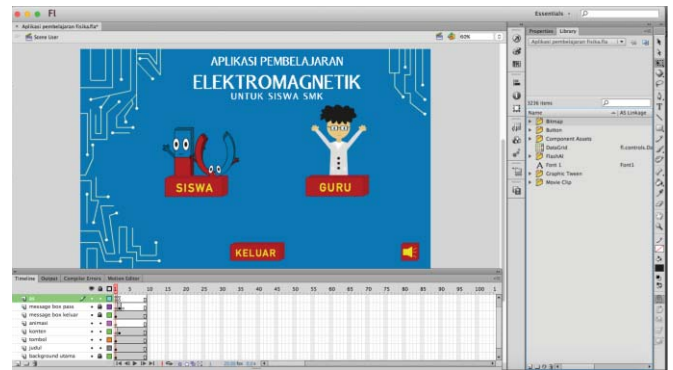 Fl
Essentials
Aplikasi pembelajaran fisika.fla*
Scene User
60%
APLIKASI PEMBELAJARAN
ELEKTROMAGNETIK
UNTUK SISWA SMK
SISWA
GURU
KELUAR
Properties Library
Aplikasi pembelajaran fisika.fla
3236 items
Name AS Linkage
Bitmap
Button
Component Assets
DataGrid fl.controls.Da
FlashAI
Font 1 Font1
Graphic Tween
Movie Clip
Timeline Output Compiler Errors Motion Editor
1 5 10 15 20 25 30 35 40 45 50 55 60 65 70 75 80 85 90 95 100 1
message box pass
message box keluar
animasi
konten
tombol
judul
background utama